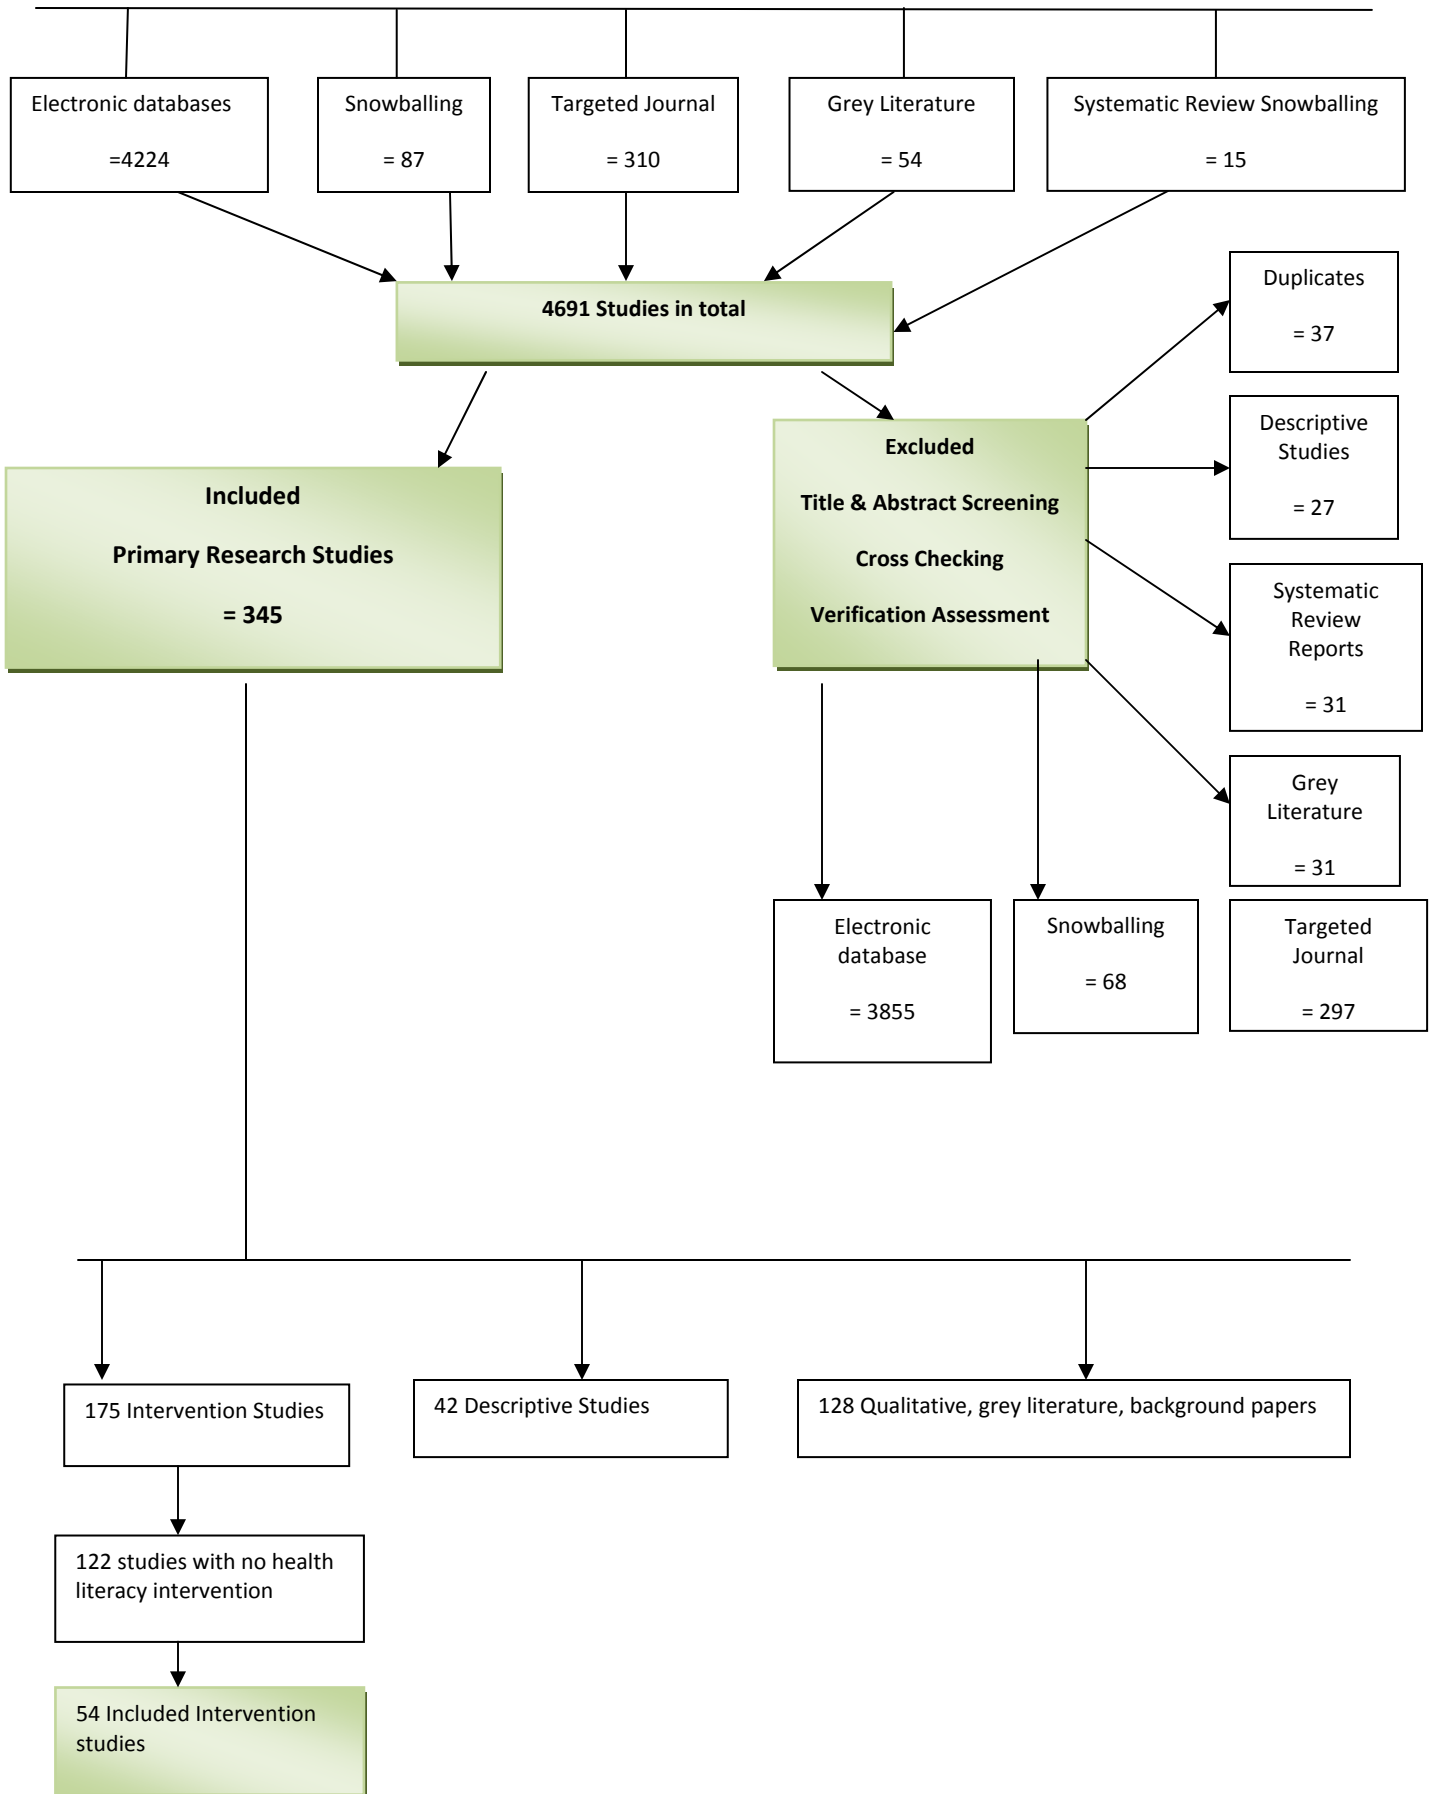 Electronic databases
=4224
Snowballing
= 87
Targeted Journal
= 310
Grey Literature
= 54
Systematic Review Snowballing
= 15
4691 Studies in total
Duplicates
= 37
Descriptive
Studies
= 27
Systematic
Review
Reports
= 31
Grey
Literature
= 31
Included
Primary Research Studies
= 345
Excluded
Title & Abstract Screening
Cross Checking
Verification Assessment
Electronic
database
= 3855
Snowballing
= 68
Targeted
Journal
= 297
175 Intervention Studies
42 Descriptive Studies
128 Qualitative, grey literature, background papers
122 studies with no health
literacy intervention
54 Included Intervention
studies